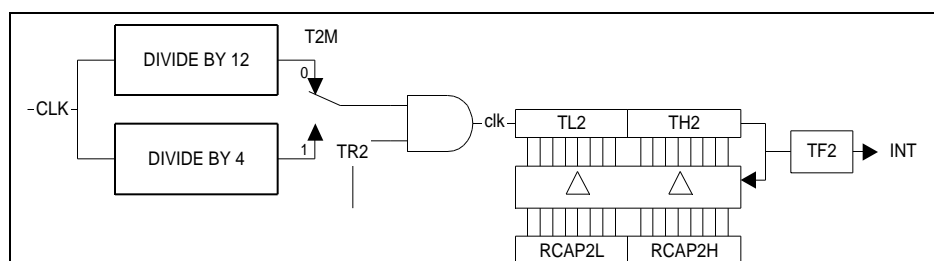 T2M
DIVIDE BY 12
0
CLK
clk
TL2
TH2
DIVIDE BY 4
1
TR2
TF2
INT
RCAP2L
RCAP2H